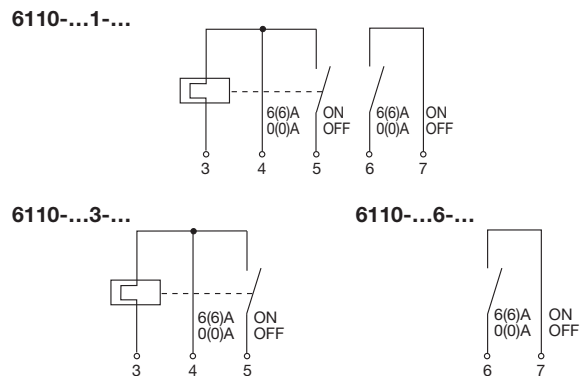 6110-...1-...
6(6)A ON 6(6)A ON
0(0)A OFF 0(0)A OFF
3 4 5 6 7
6110-...3-... 6110-...6-...
6(6)A ON 6(6)A ON
0(0)A OFF 0(0)A OFF
3 4 5 6 7